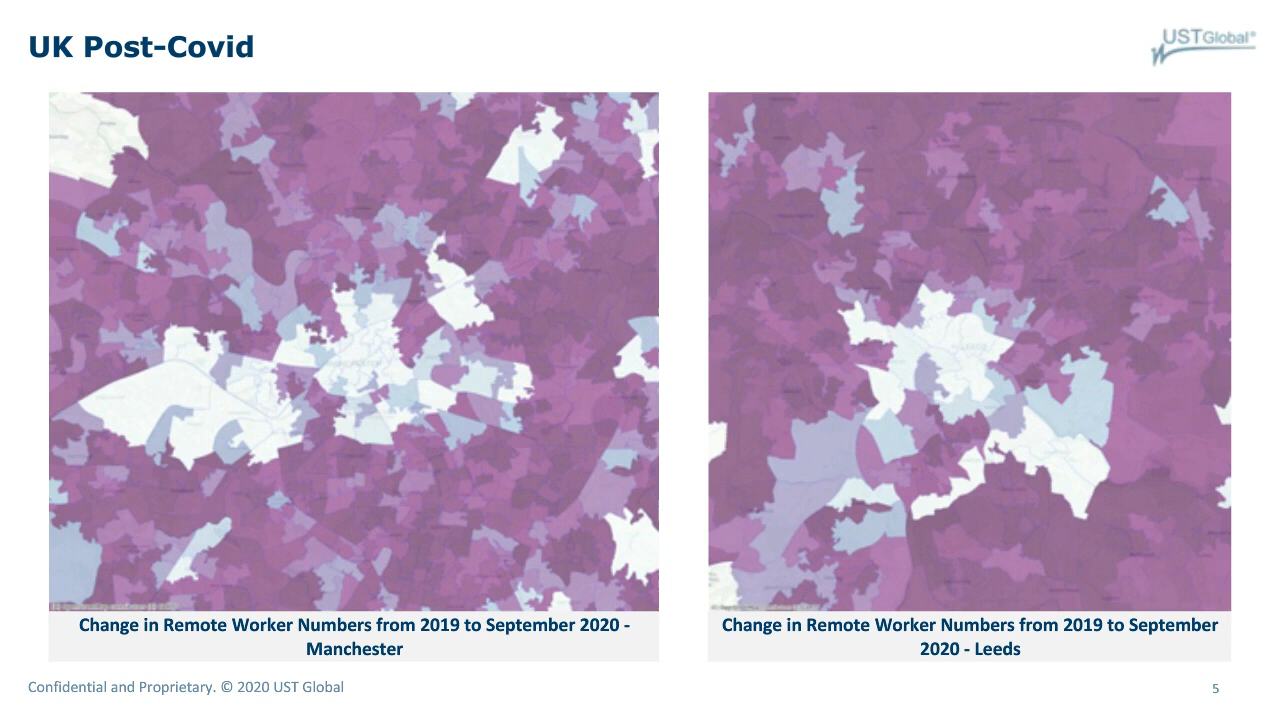 UK Post-Covid
USTGlobal®
Change in Remote Worker Numbers from 2019 to September 2020 -
Manchester
Change in Remote Worker Numbers from 2019 to September
2020 - Leeds
Confidential and Proprietary. © 2020 UST Global
5